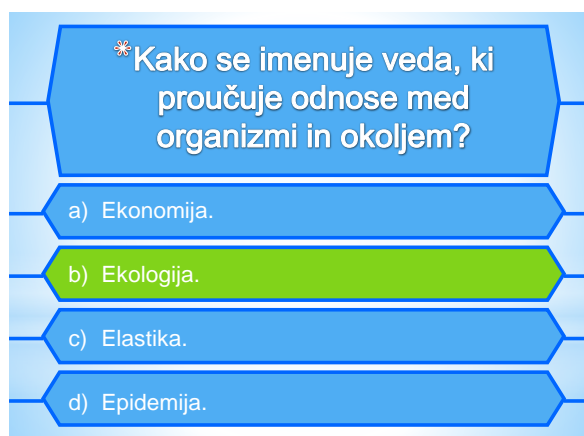 *Kako se imenuje veda, ki
proučuje odnose med
organizmi in okoljem?
a) Ekonomija.
b) Ekologija.
c) Elastika.
d) Epidemija.